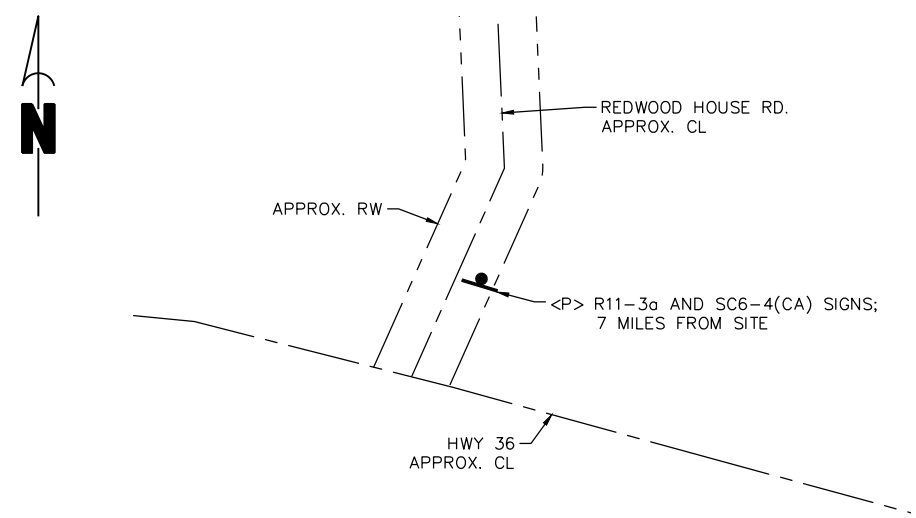 N
REDWOOD HOUSE RD.
APPROX. CL
APPROX. RW
<P> R11-3a AND SC6-4(CA) SIGNS;
7 MILES FROM SITE
HWY 36
APPROX. CL